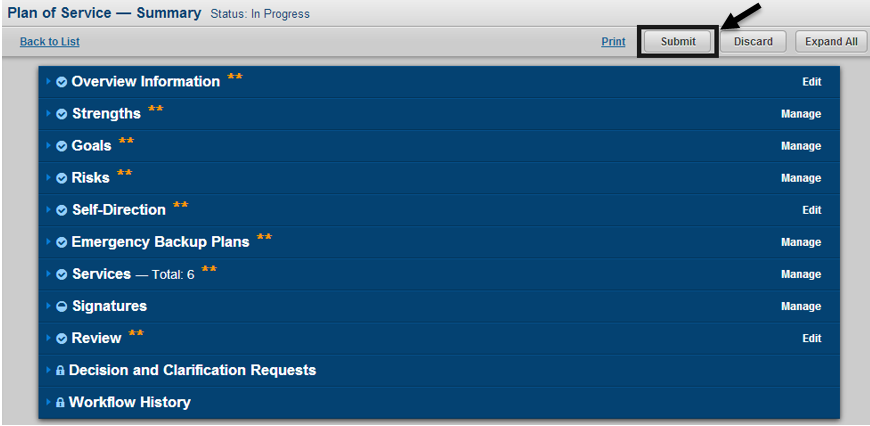 Plan of Service — Summary Status: In Progress
Back to List Print Submit Discard Expand All
Overview Information ** Edit
Strengths ** Manage
Goals ** Manage
Risks ** Manage
Self-Direction ** Edit
Emergency Backup Plans ** Manage
Services — Total: 6 ** Manage
Signatures Manage
Review ** Edit
Decision and Clarification Requests
Workflow History